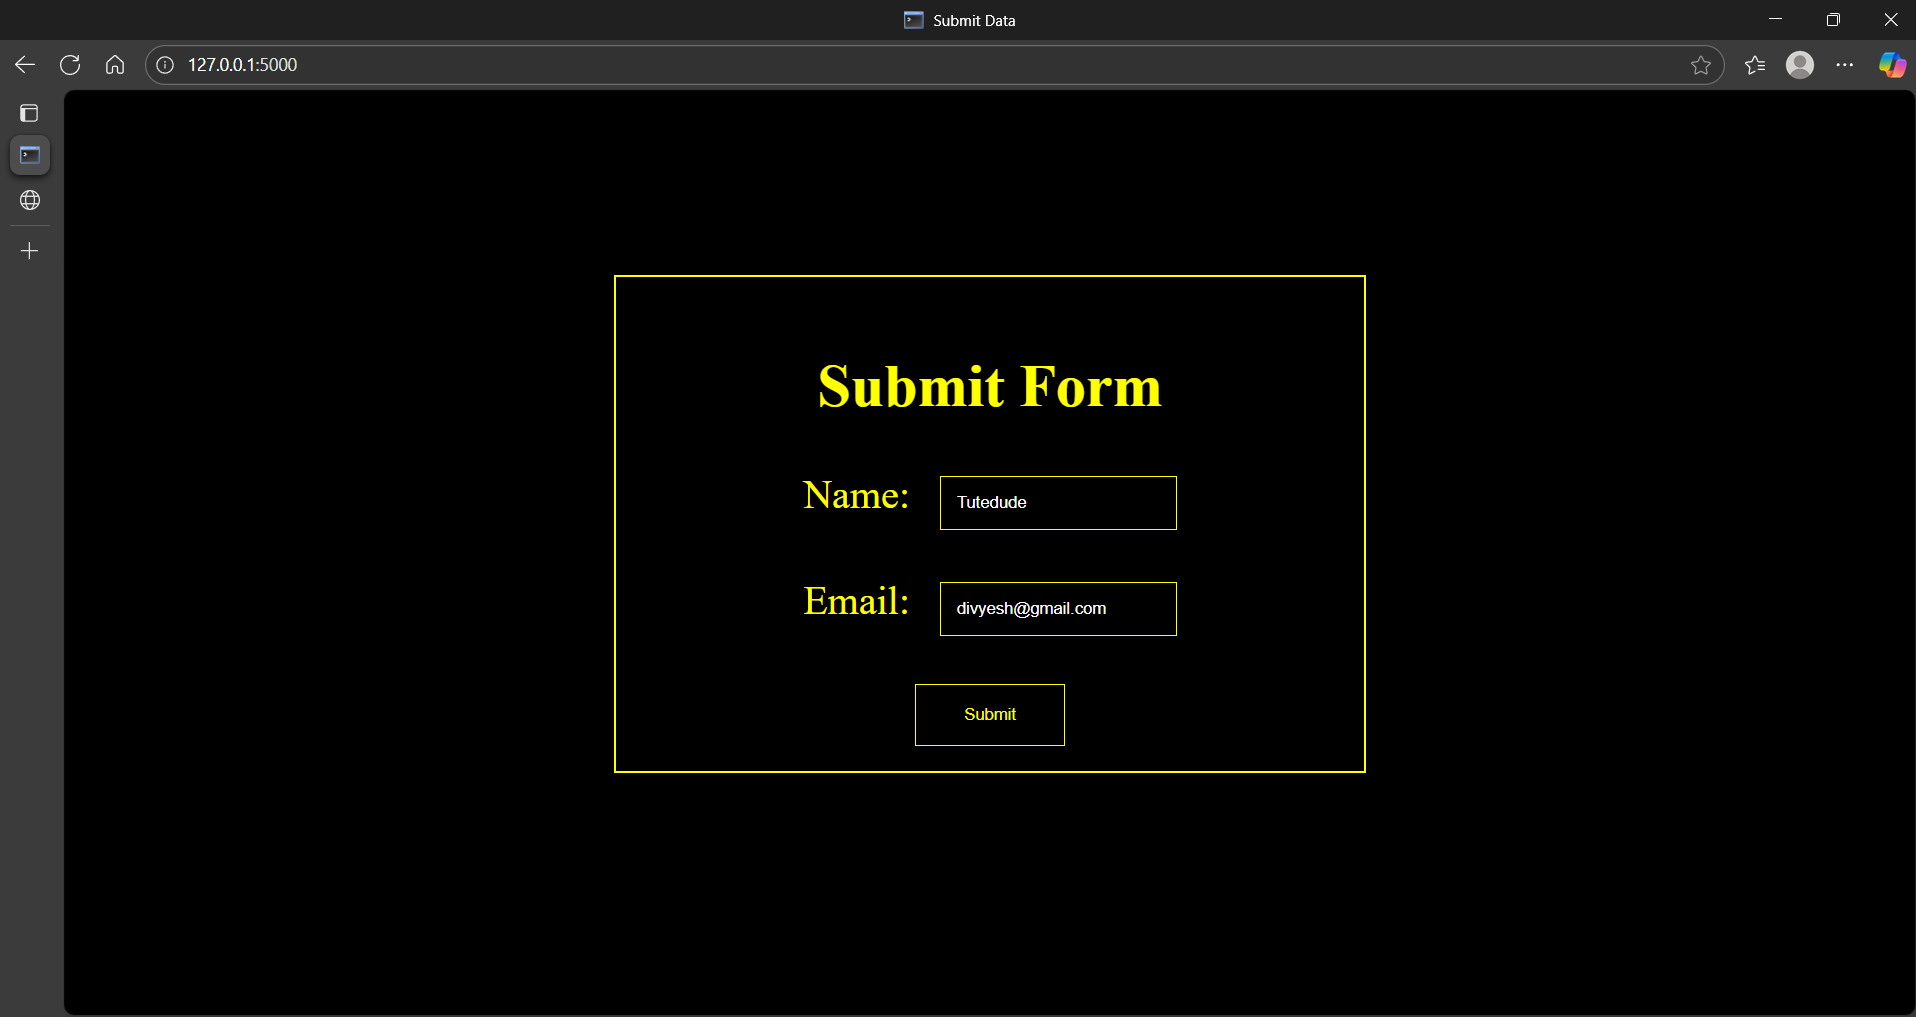 Submit Data
127.0.0.1:5000
Submit Form
Name: Tutedude
Email: divyesh@gmail.com
Submit